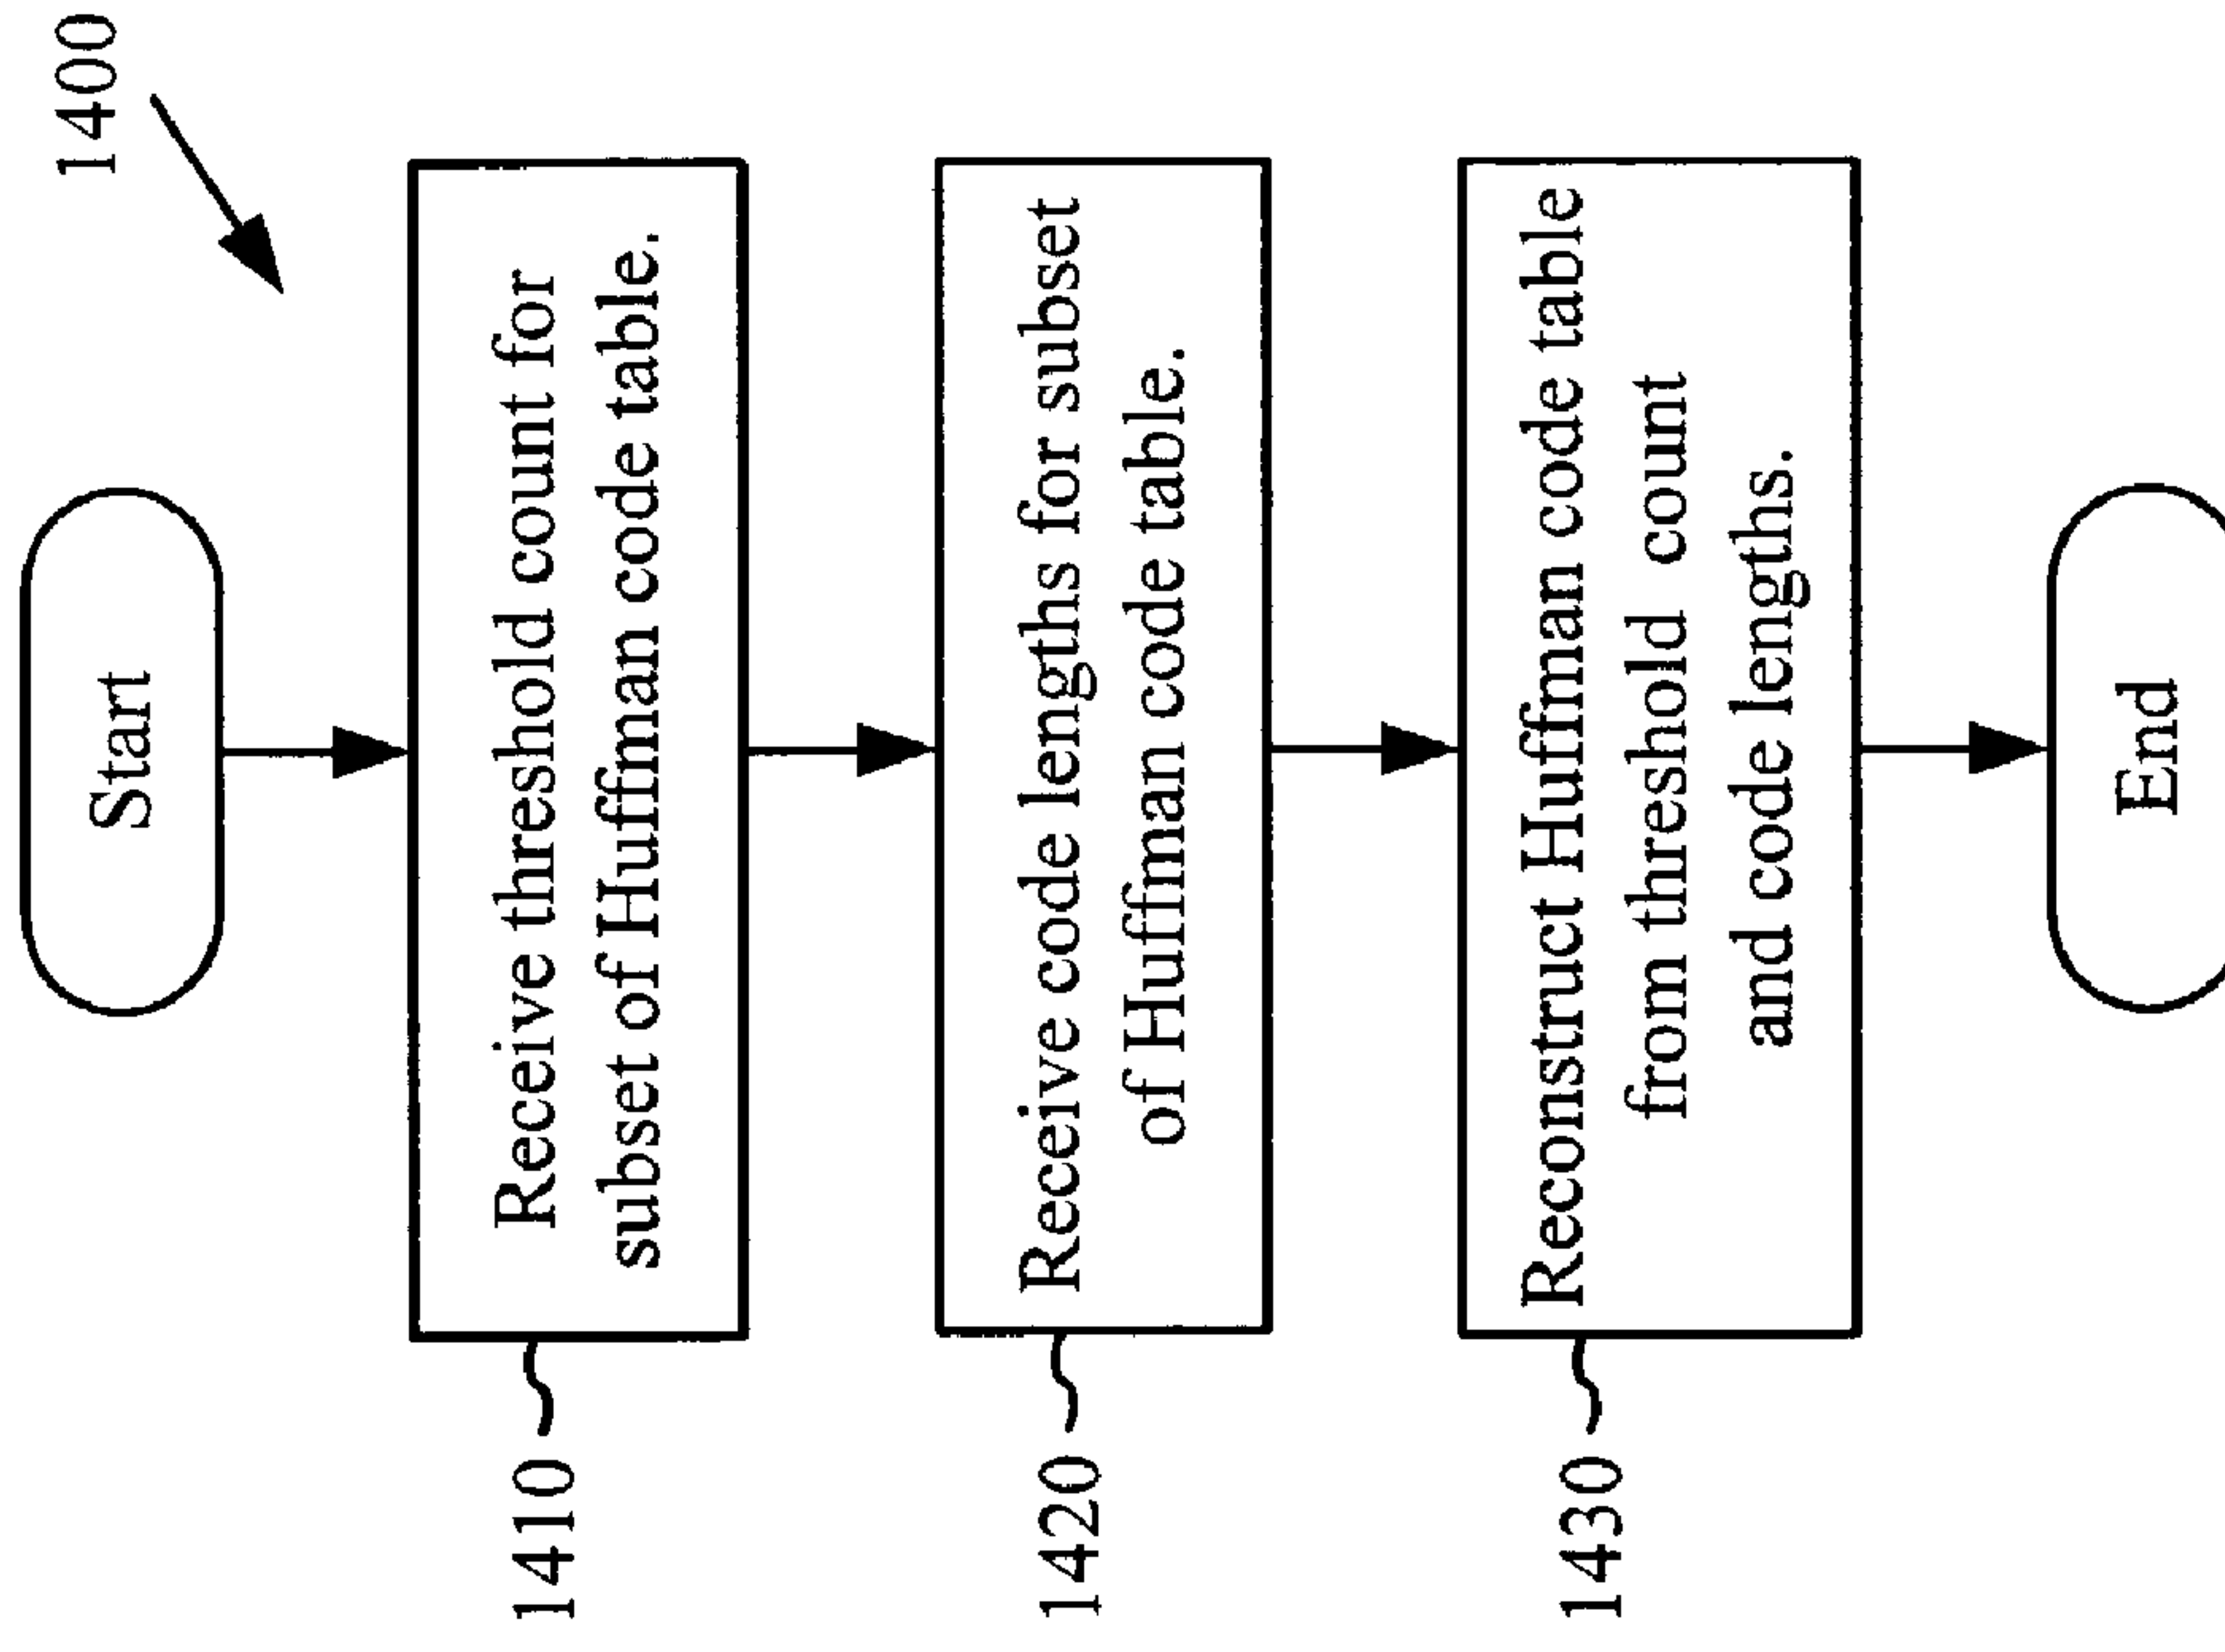 1400
Start
Receive threshold count for
subset of Huffman code table.
1410
Receive code lengths for subset
of Huffman code table.
1420
Reconstruct Huffman code table
from threshold count
and code lengths.
1430
End